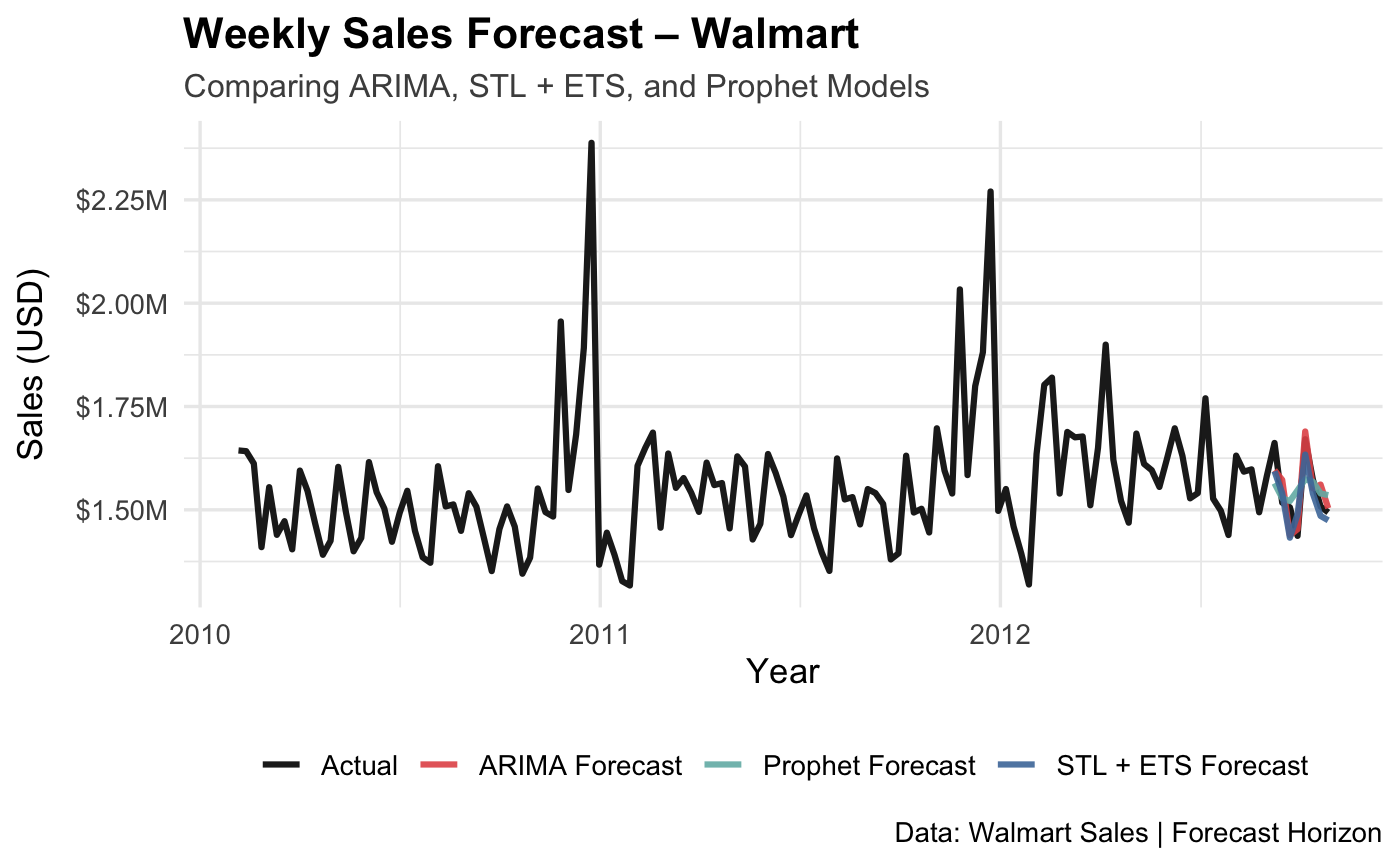 Weekly Sales Forecast – Walmart
Comparing ARIMA, STL + ETS, and Prophet Models
Sales (USD)
$2.25M
$2.00M
$1.75M
$1.50M
2010 2011 2012
Year
Actual ARIMA Forecast Prophet Forecast STL + ETS Forecast
Data: Walmart Sales | Forecast Horizon